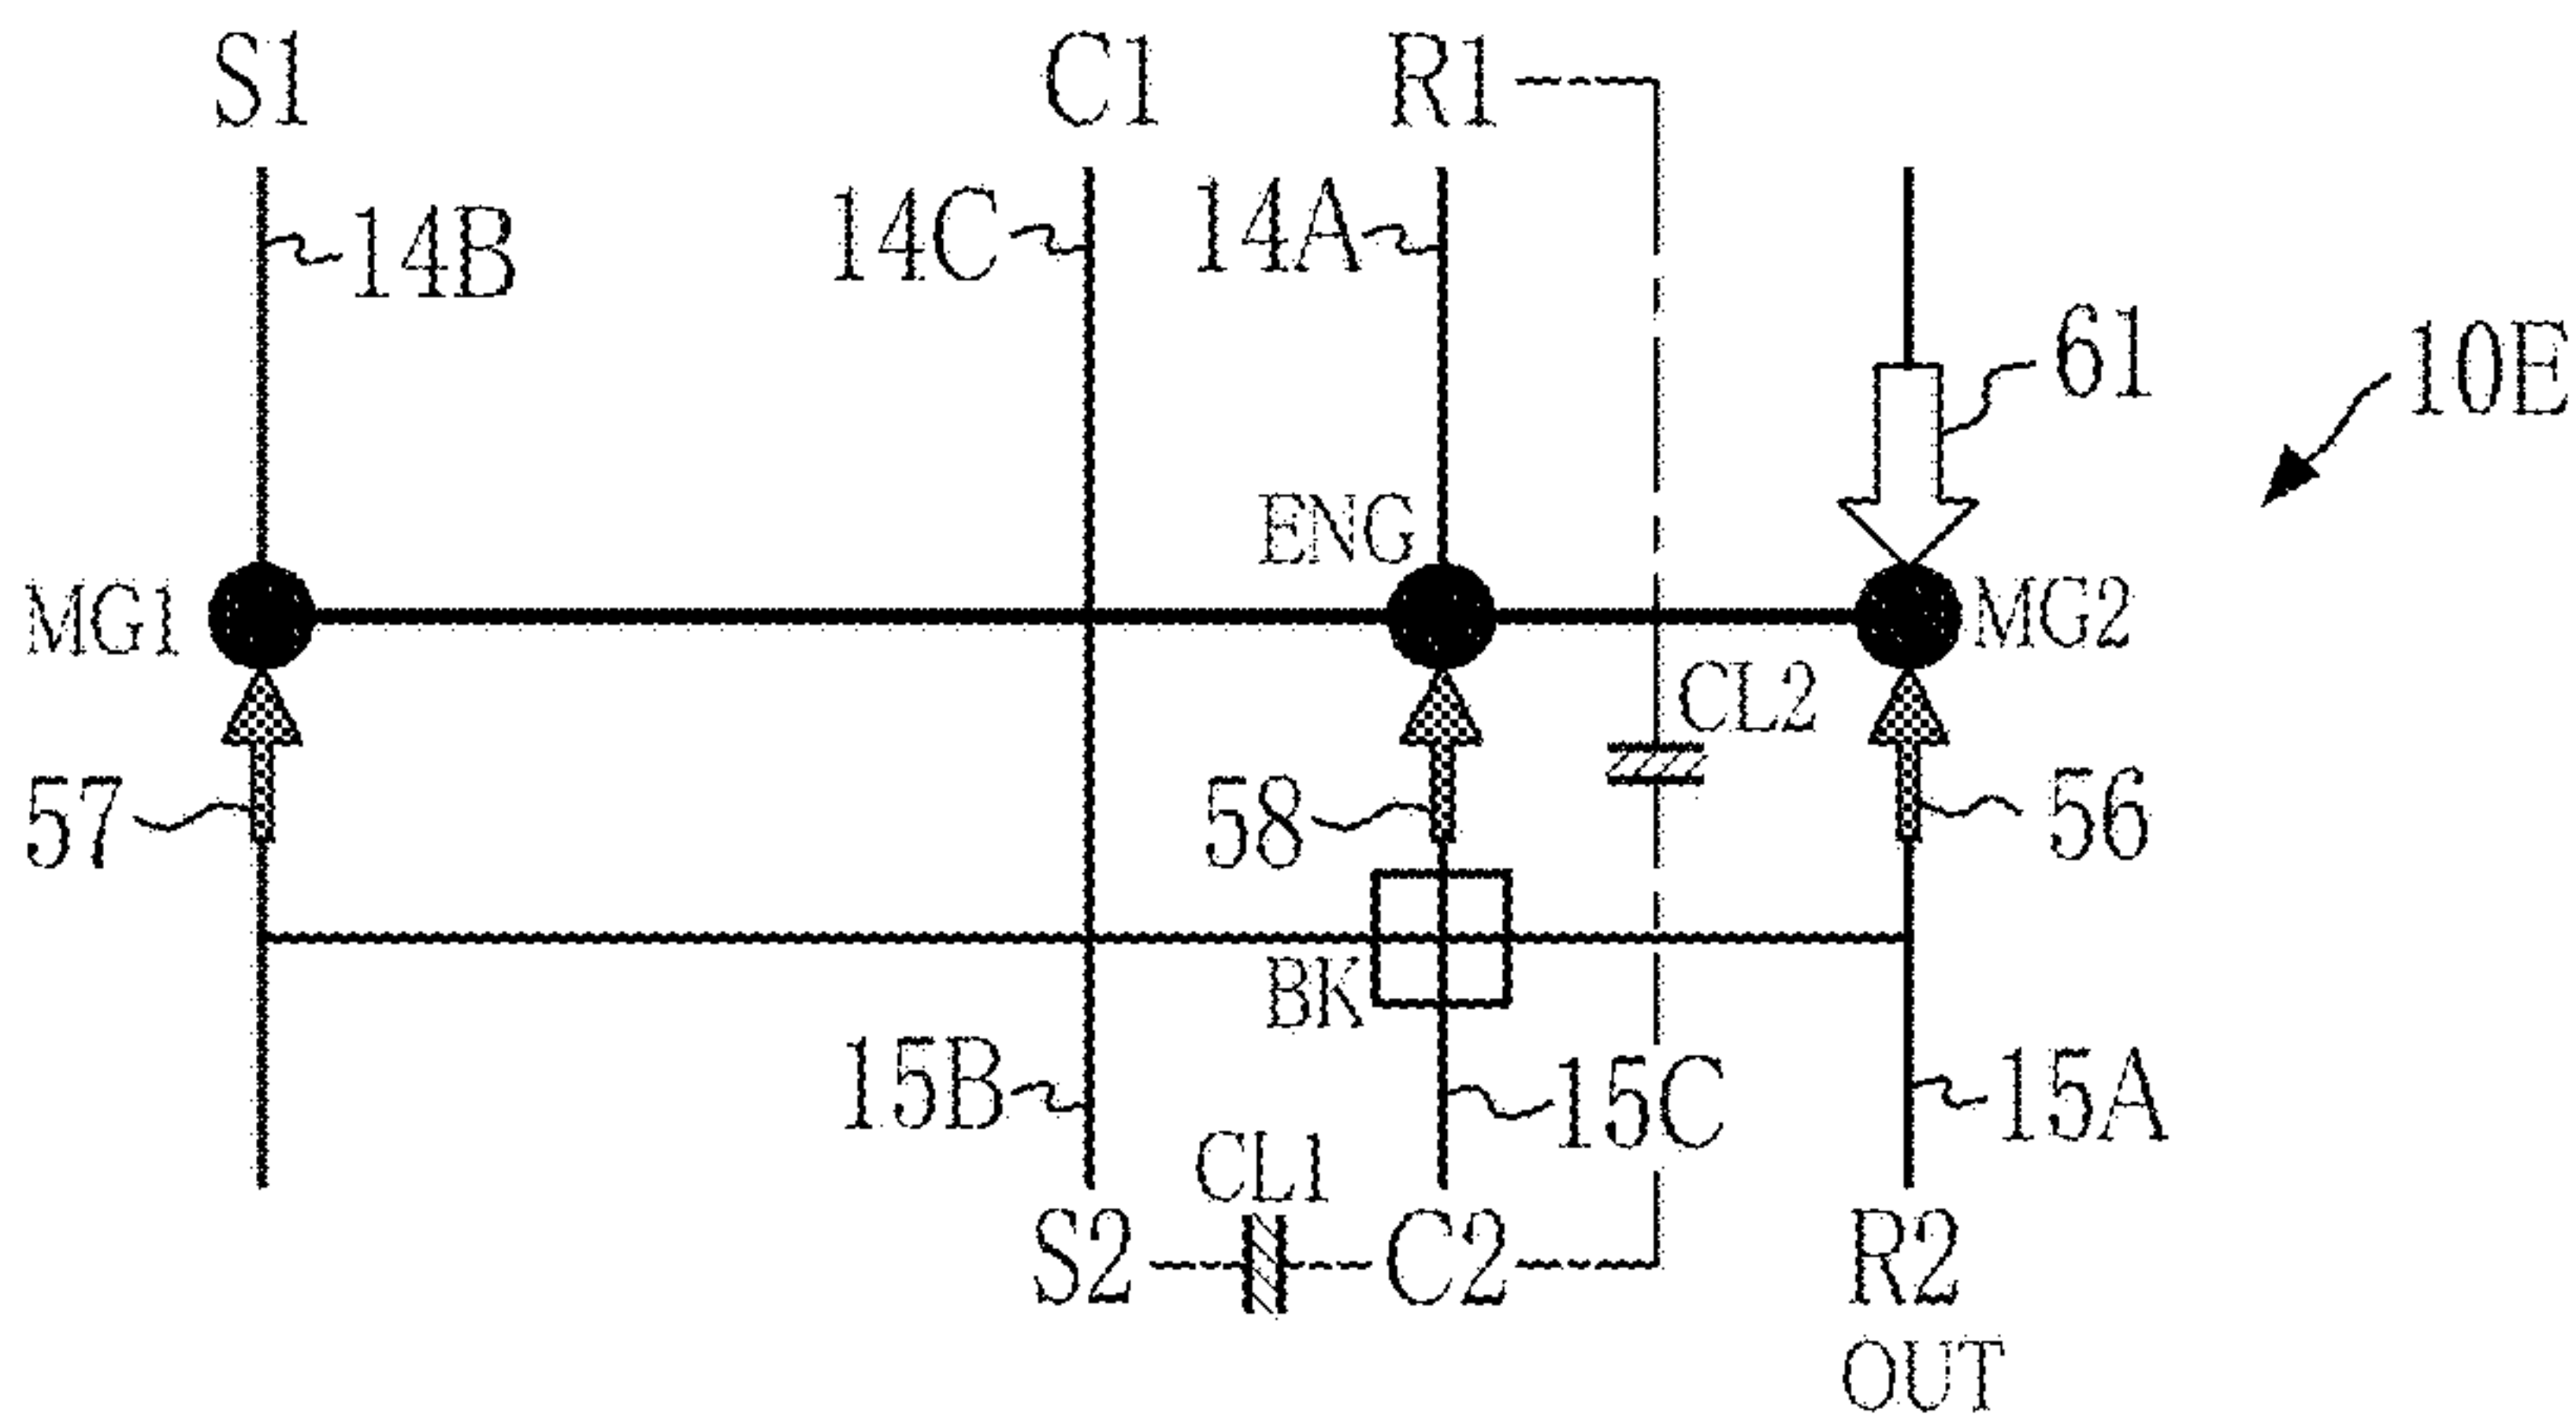 S1 C1 R1
14B 14C 14A
61 10E
ENG
MG1 MG2
CL2
57 58 56
BK
15B 15C 15A
CL1
S2 C2 R2
OUT